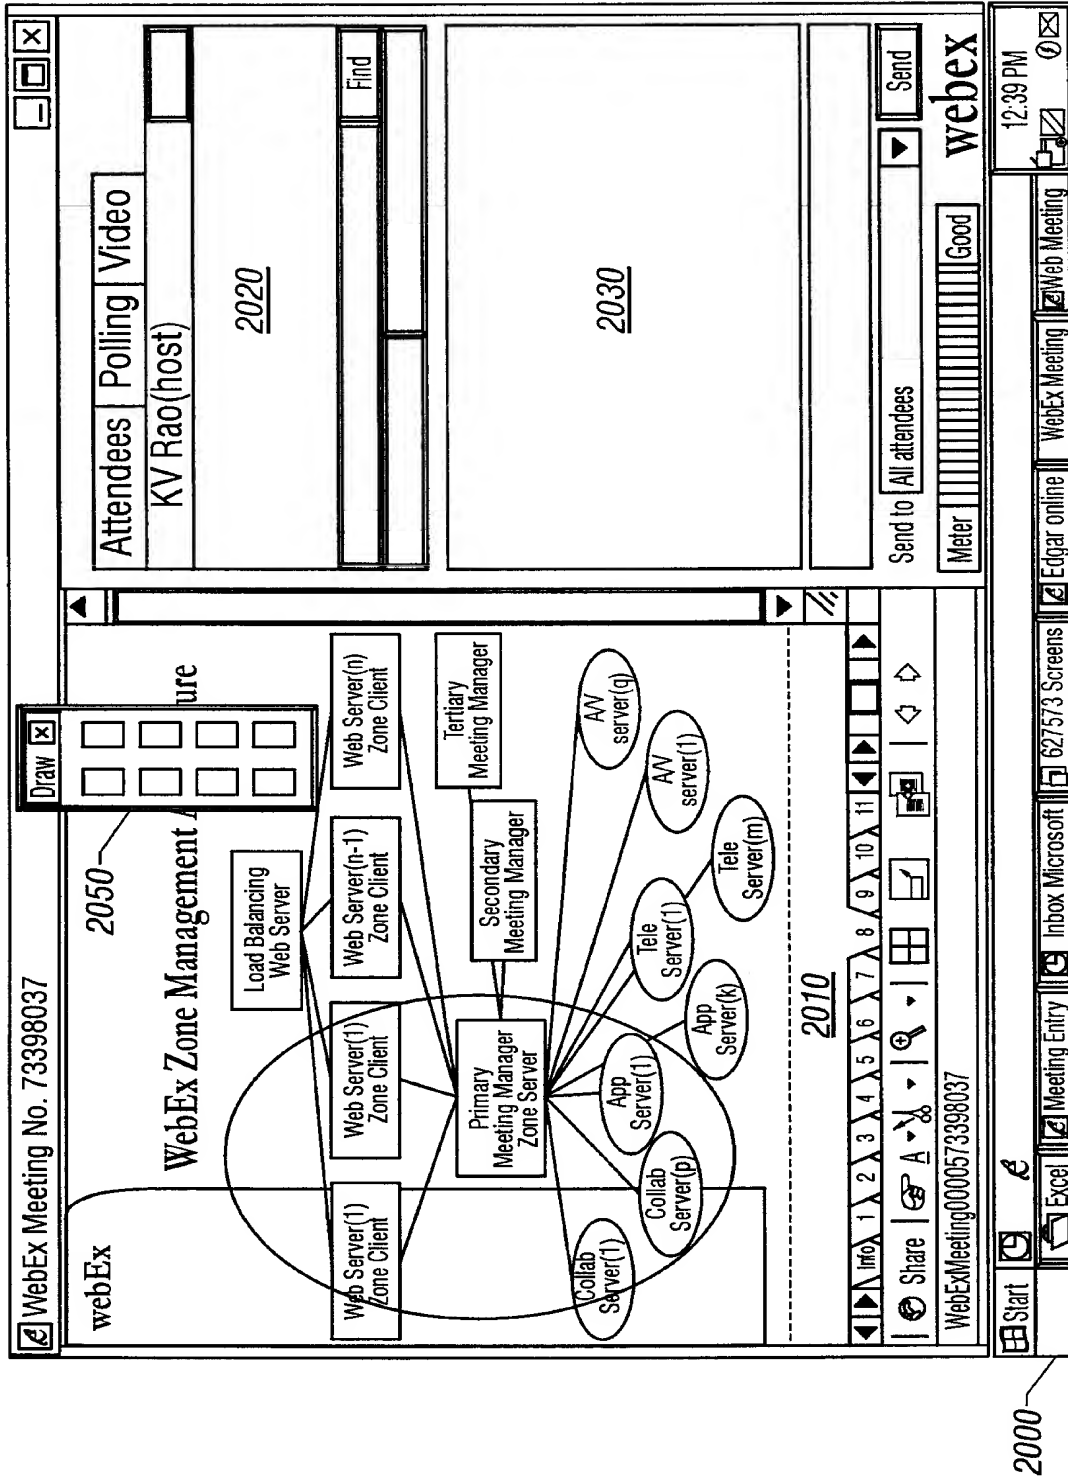 WebEx Meeting No. 73398037
webEx
WebEx Zone Management A
ure
Draw
2050
Load Balancing
Web Server
Web Server(1)
Zone Client
Web Server(1)
Zone Client
Web Server(n-1)
Zone Client
Web Server(n)
Zone Client
Primary
Meeting Manager
Zone Server
Secondary
Meeting Manager
Tertiary
Meeting Manager
Collab
Server(1)
Collab
Server(p)
App
Server(1)
App
Server(k)
Tele
Server(1)
Tele
Server(m)
A/V
server(1)
A/V
server(q)
2010
Info 1 2 3 4 5 6 7 8 9 10 11
Share A
WebExMeeting0000573398037
Attendees Polling Video
KV Rao(host)
2020
Find
2030
Send to All attendees Send
Meter Good
webex
Start
12:39 PM
Excel Meeting Entry Inbox Microsoft 627573 Screens Edgar online WebEx Meeting Web Meeting
2000